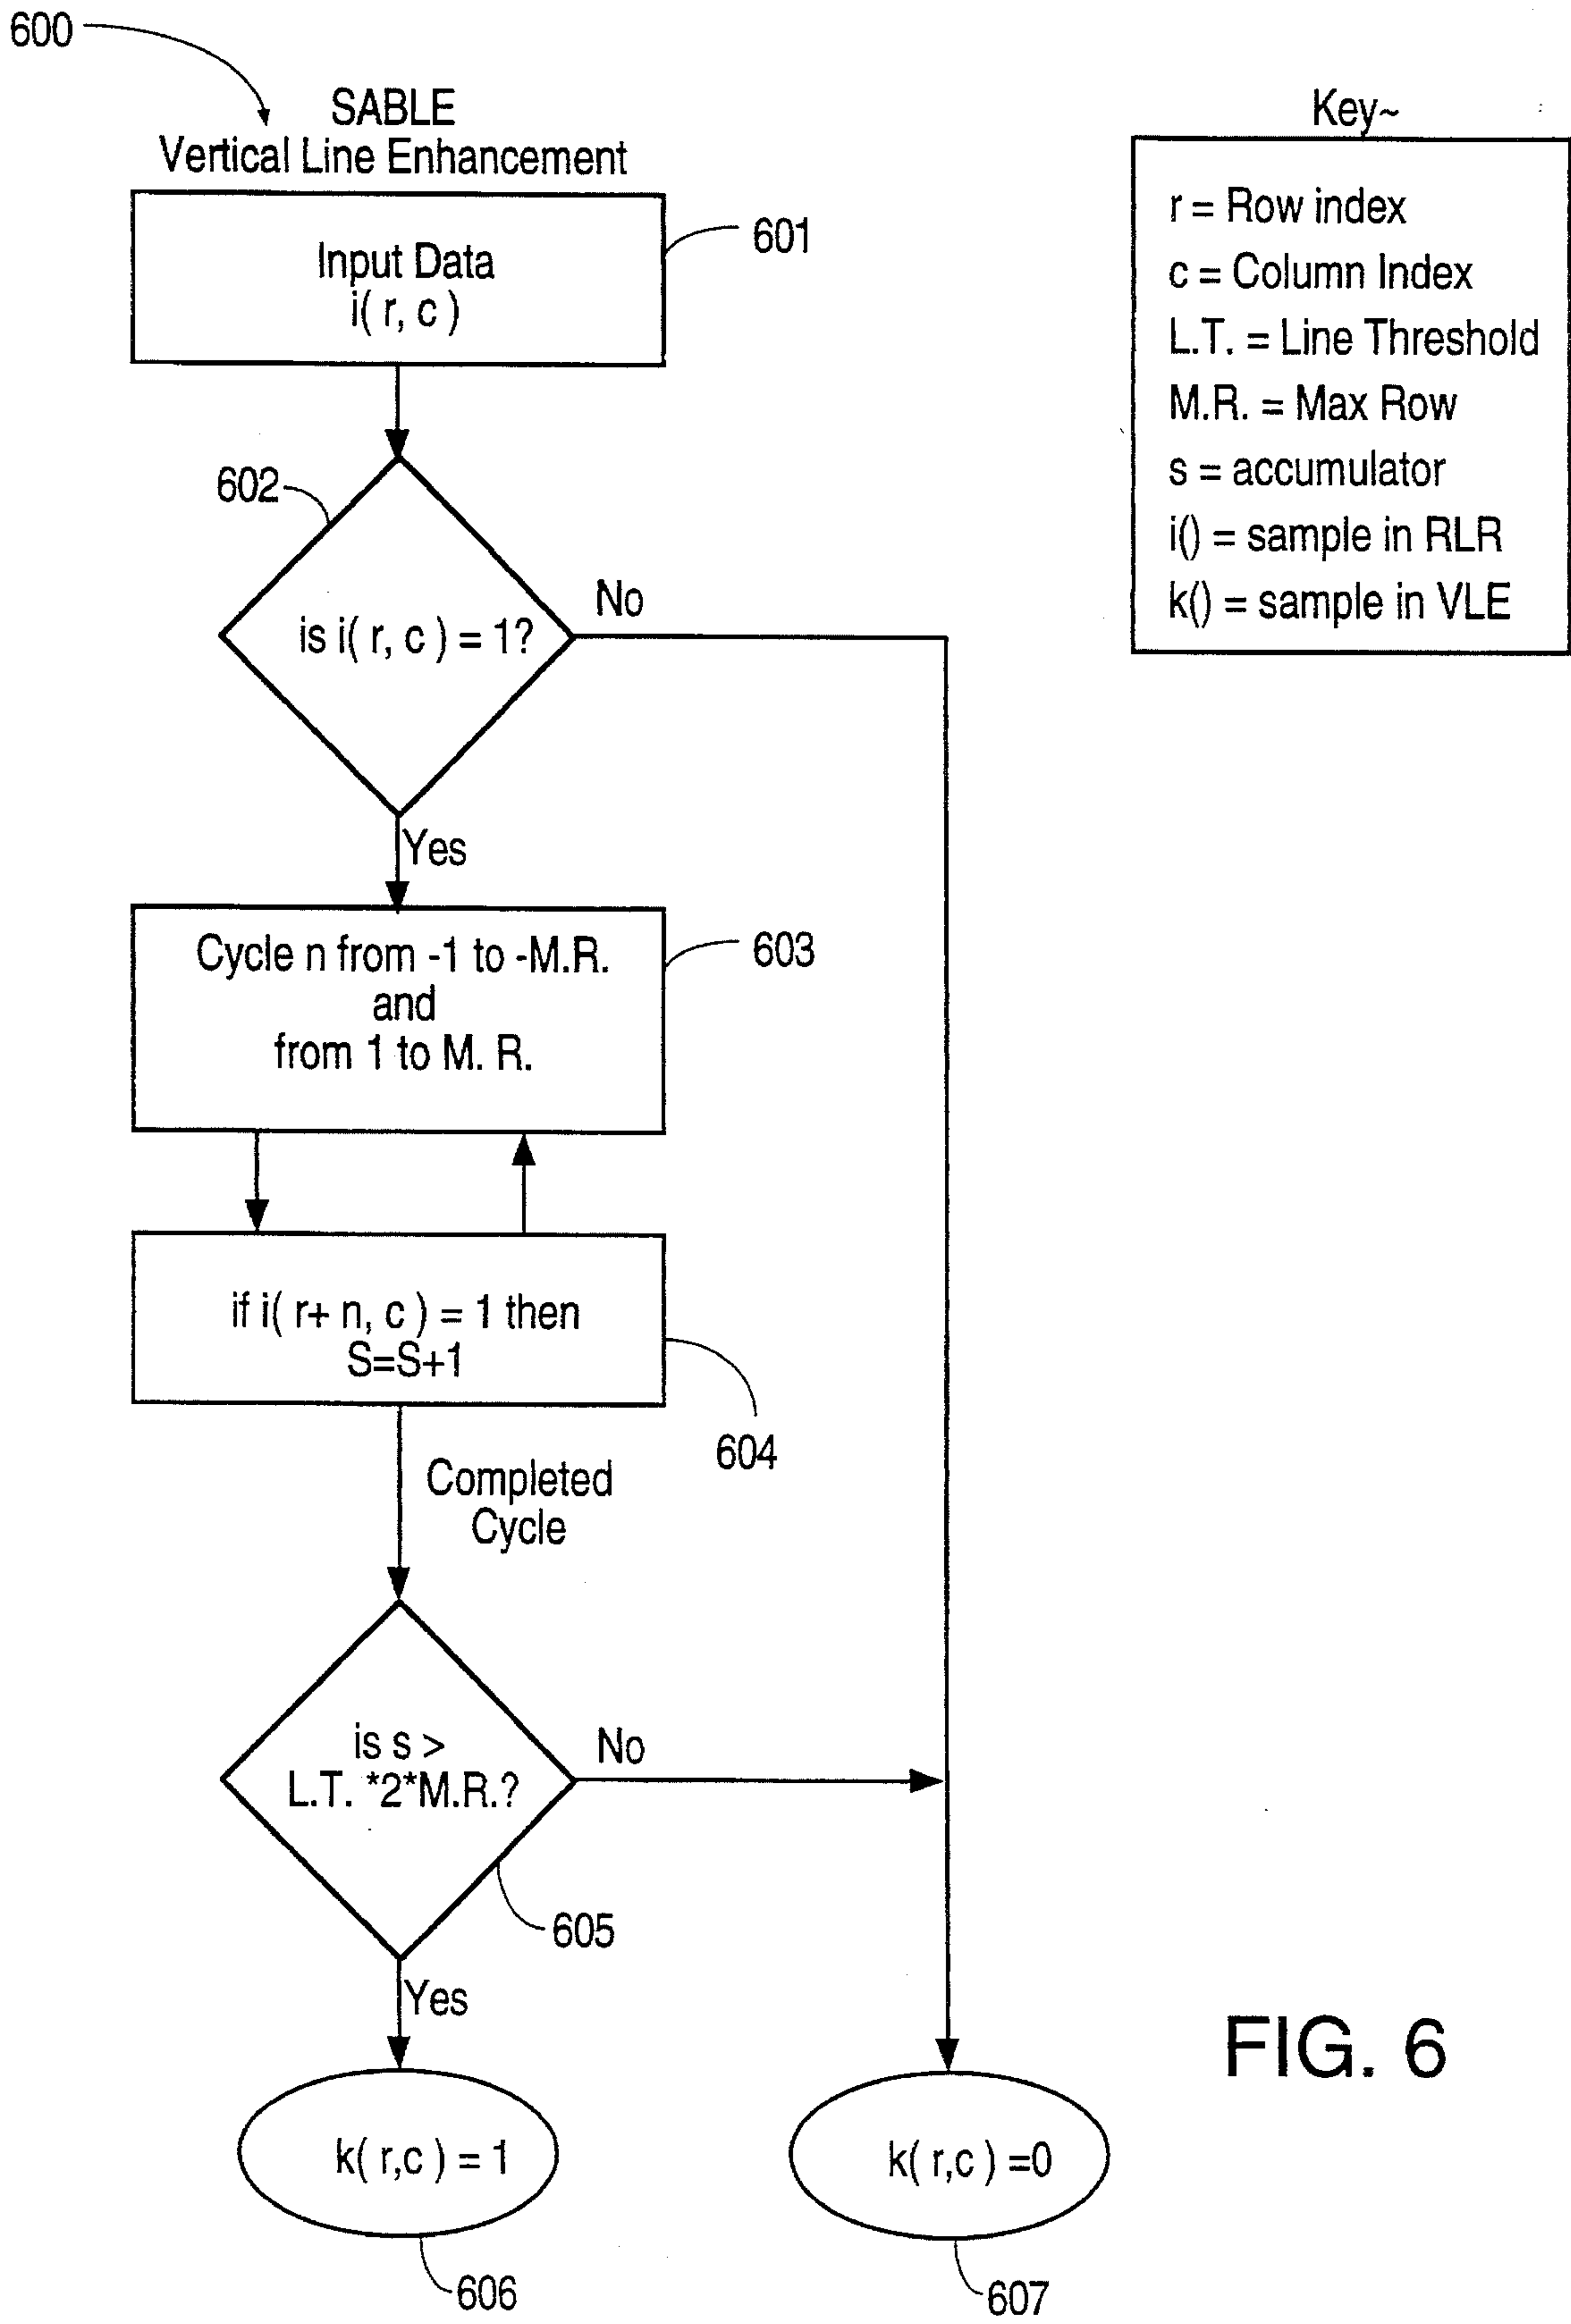 600
SABLE
Vertical Line Enhancement
Input Data
i( r, c )
601
602
is i( r, c ) = 1?
No
Yes
Cycle n from -1 to -M.R.
and
from 1 to M. R.
603
if i( r+ n, c ) = 1 then
S=S+1
604
Completed
Cycle
is s >
L.T. *2*M.R.?
No
605
Yes
k( r,c ) = 1
606
k( r,c ) =0
607
Key~
r = Row index
c = Column Index
L.T. = Line Threshold
M.R. = Max Row
s = accumulator
i() = sample in RLR
k() = sample in VLE
FIG. 6